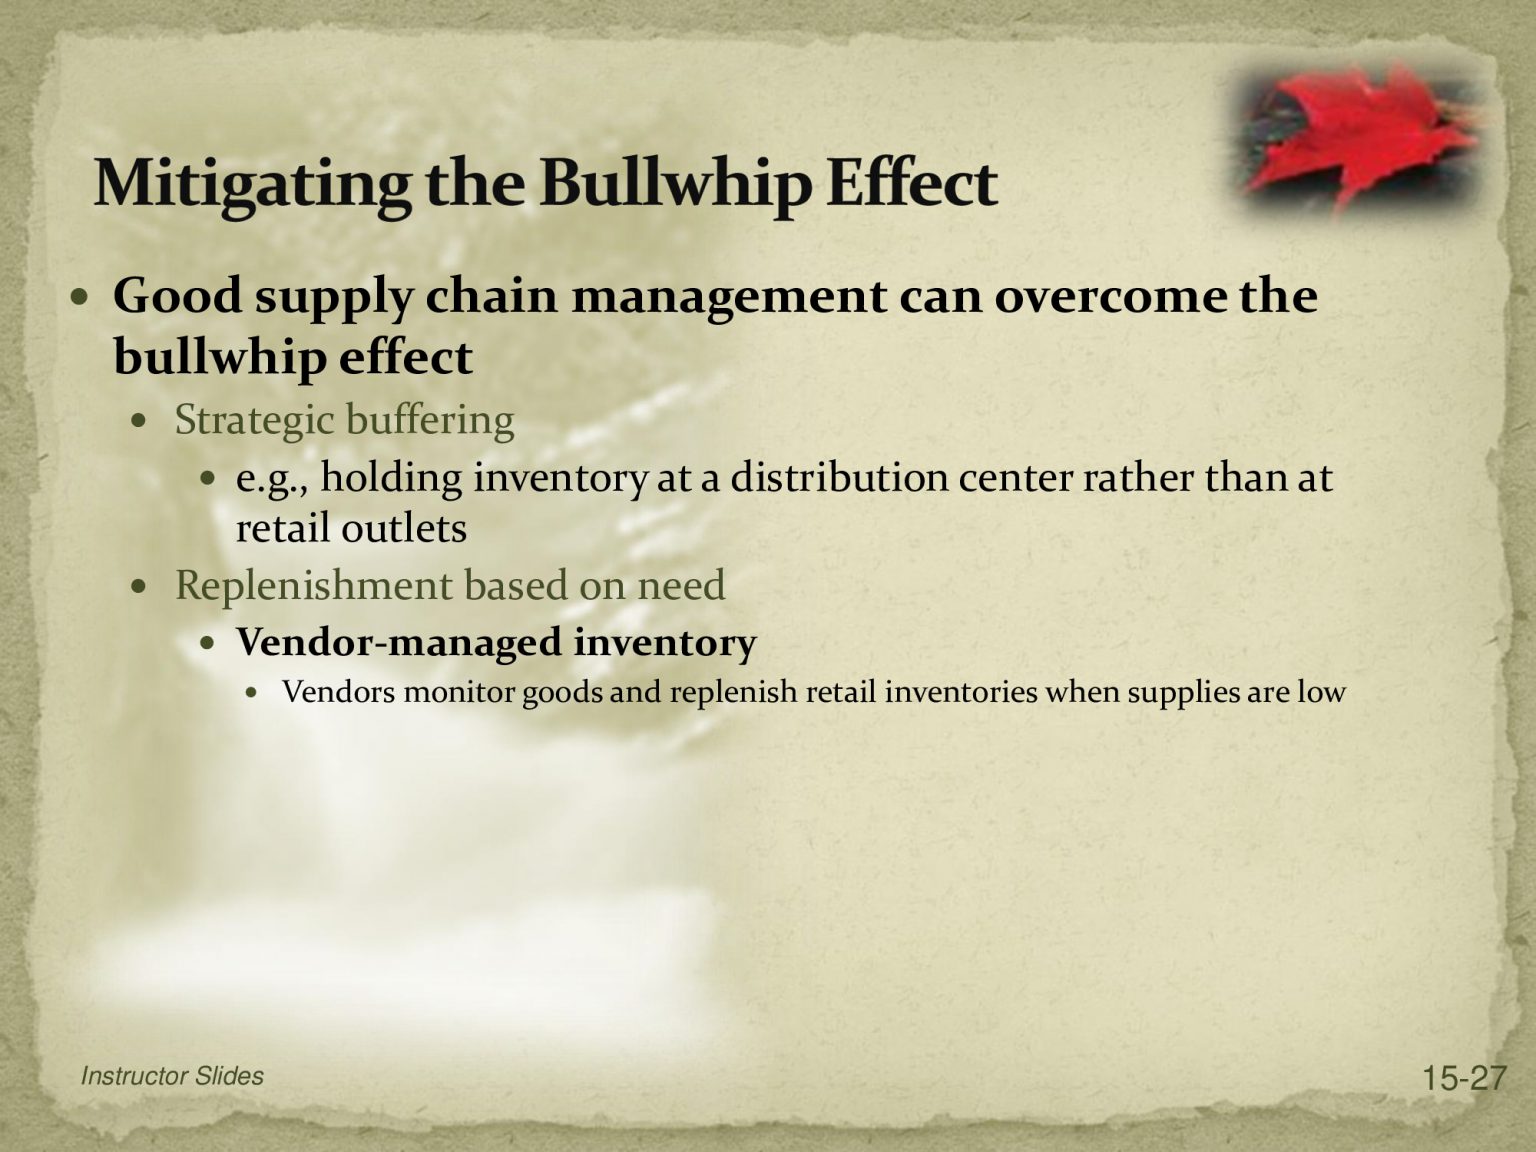 Mitigating the Bullwhip Effect
• Good supply chain management can overcome the
bullwhip effect
• Strategic buffering
• e.g., holding inventory at a distribution center rather than at
retail outlets
• Replenishment based on need
• Vendor-managed inventory
• Vendors monitor goods and replenish retail inventories when supplies are low
Instructor Slides
15-27